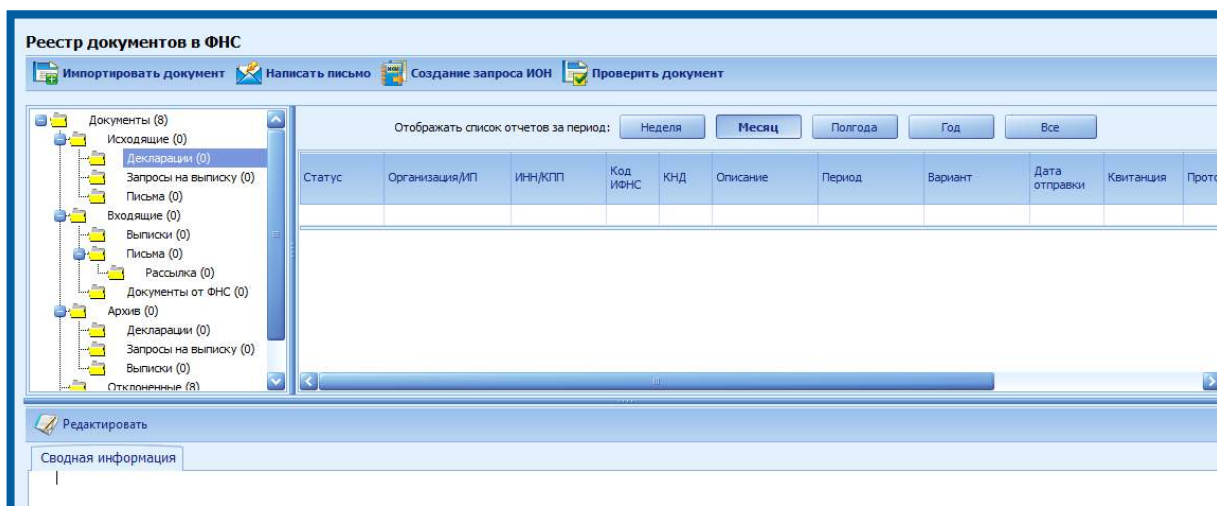 Реестр документов в ФНС
Импортировать документ Написать письмо Создание запроса ИОН Проверить документ
Документы (8)
Исходящие (0)
Декларации (0)
Запросы на выписку (0)
Письма (0)
Входящие (0)
Выписки (0)
Письма (0)
Рассылка (0)
Документы от ФНС (0)
Архив (0)
Декларации (0)
Запросы на выписку (0)
Выписки (0)
Отклоненные (8)
Отображать список отчетов за период: Неделя Месяц Полгода Год Все
Статус Организация/ИП ИНН/КПП Код ИФНС КНД Описание Период Вариант Дата отправки Квитанция Прото
Редактировать
Сводная информация